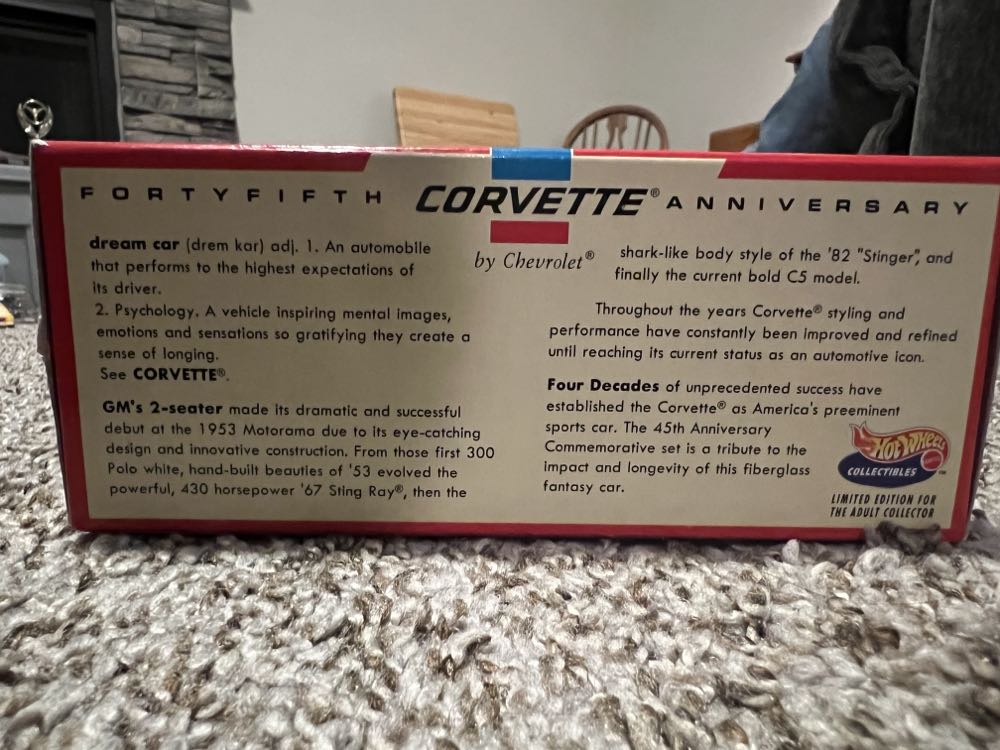 FORTYFIFTH CORVETTE® ANNIVERSARY
by Chevrolet®
dream car (drem kar) adj. 1. An automobile
that performs to the highest expectations of
its driver.
2. Psychology. A vehicle inspiring mental images,
emotions and sensations so gratifying they create a
sense of longing.
See CORVETTE®.
GM's 2-seater made its dramatic and successful
debut at the 1953 Motorama due to its eye-catching
design and innovative construction. From those first 300
Polo white, hand-built beauties of '53 evolved the
powerful, 430 horsepower '67 Sting Ray®, then the
shark-like body style of the '82 "Stinger", and
finally the current bold C5 model.
Throughout the years Corvette® styling and
performance have constantly been improved and refined
until reaching its current status as an automotive icon.
Four Decades of unprecedented success have
established the Corvette® as America's preeminent
sports car. The 45th Anniversary
Commemorative set is a tribute to the
impact and longevity of this fiberglass
fantasy car.
HOT WHEELS
COLLECTIBLES™
LIMITED EDITION FOR
THE ADULT COLLECTOR